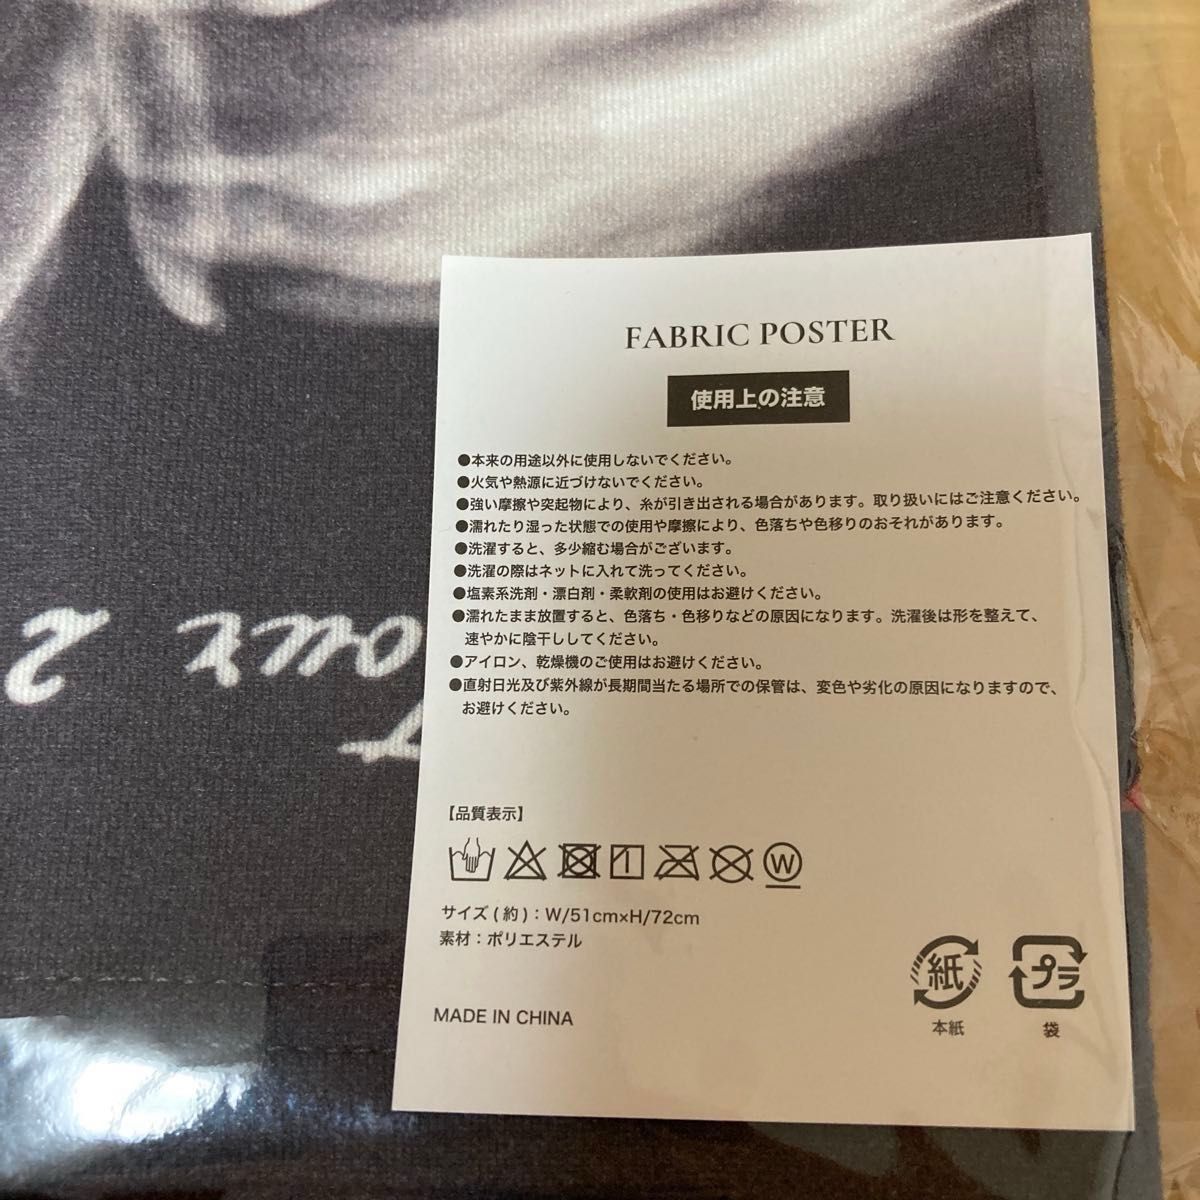 FABRIC POSTER
使用上の注意
●本来の用途以外に使用しないでください。
●火気や熱源に近づけないでください。
●強い摩擦や突起物により、糸が引き出される場合があります。取り扱いにはご注意ください。
●濡れたり湿った状態での使用や摩擦により、色落ちや色移りのおそれがあります。
●洗濯すると、多少縮む場合がございます。
●洗濯の際はネットに入れて洗ってください。
●塩素系洗剤・漂白剤・柔軟剤の使用はお避けください。
●濡れたまま放置すると、色落ち・色移りなどの原因になります。洗濯後は形を整えて、
速やかに陰干ししてください。
●アイロン、乾燥機のご使用はお避けください。
●直射日光及び紫外線が長期間当たる場所での保管は、変色や劣化の原因になりますので、
お避けください。
【品質表示】
W
サイズ(約)：W/51cm×H/72cm
素材：ポリエステル
MADE IN CHINA
紙
本紙
プラ
袋
Tour 2